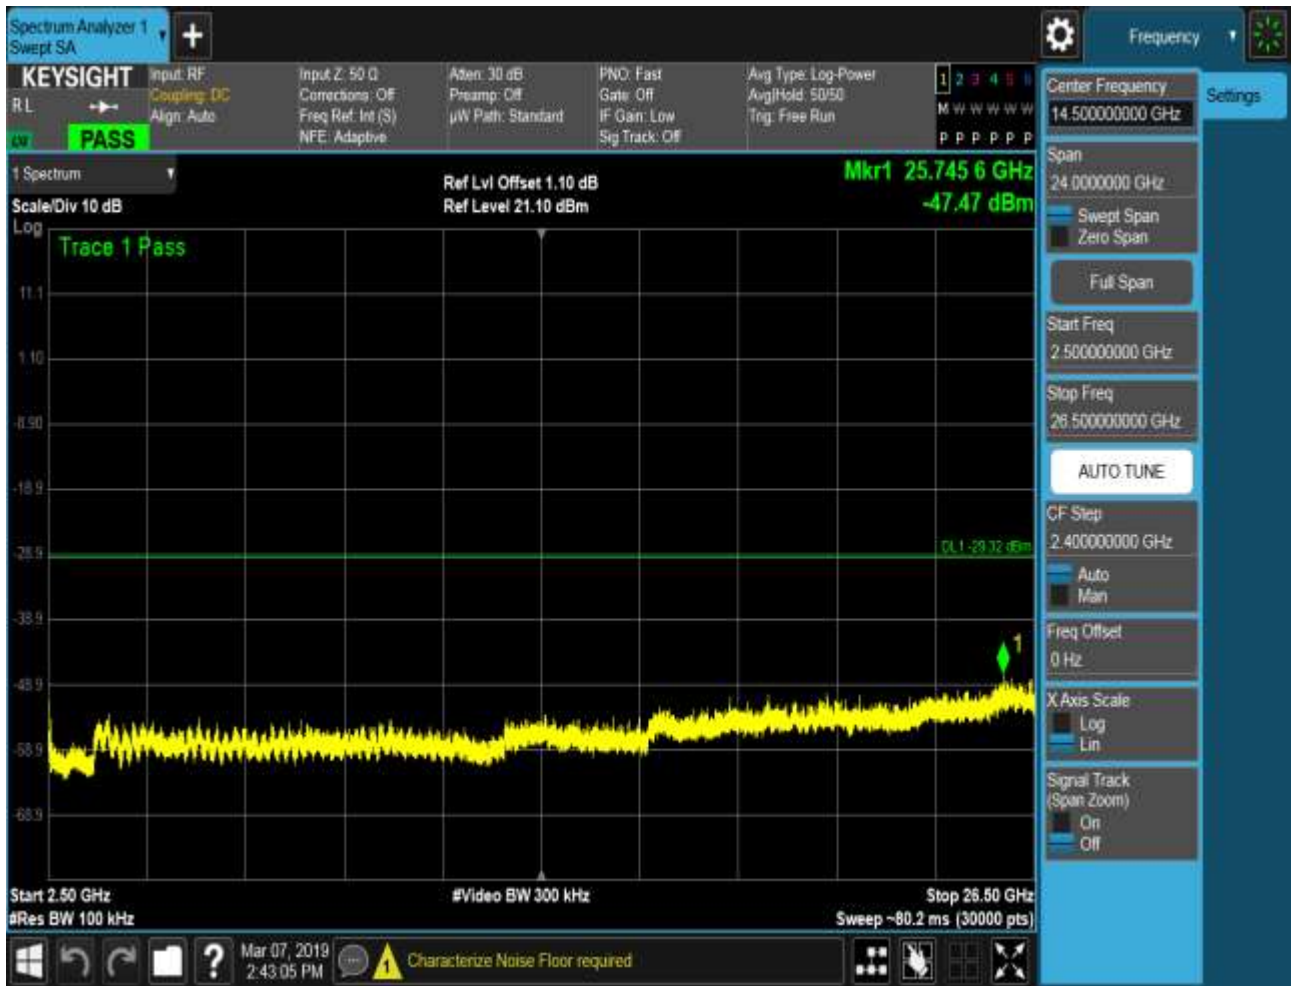 Spectrum Analyzer 1
Swept SA
+
Frequency
KEYSIGHT
Input: RF
Coupling: DC
Align: Auto
Input Z: 50 Ω
Corrections: Off
Freq Ref: Int (S)
NFE: Adaptive
Atten: 30 dB
Preamp: Off
µW Path: Standard
PNO: Fast
Gate: Off
IF Gain: Low
Sig Track: Off
Avg Type: Log-Power
Avg|Hold: 50/50
Trig: Free Run
1 2 3 4 5 6
M W W W W W
P P P P P P
R L
PASS
1 Spectrum
Scale/Div 10 dB
Ref Lvl Offset 1.10 dB
Ref Level 21.10 dBm
Mkr1 25.745 6 GHz
-47.47 dBm
Log
Trace 1 Pass
11.1
1.10
-8.90
-18.9
-28.9
DL1 -29.32 dBm
-38.9
1
-48.9
-58.9
-68.9
Start 2.50 GHz
#Video BW 300 kHz
Stop 26.50 GHz
#Res BW 100 kHz
Sweep ~80.2 ms (30000 pts)
Center Frequency
14.500000000 GHz
Settings
Span
24.0000000 GHz
Swept Span
Zero Span
Full Span
Start Freq
2.500000000 GHz
Stop Freq
26.500000000 GHz
AUTO TUNE
CF Step
2.400000000 GHz
Auto
Man
Freq Offset
0 Hz
X Axis Scale
Log
Lin
Signal Track
(Span Zoom)
On
Off
?
Mar 07, 2019
2:43:05 PM
1
Characterize Noise Floor required